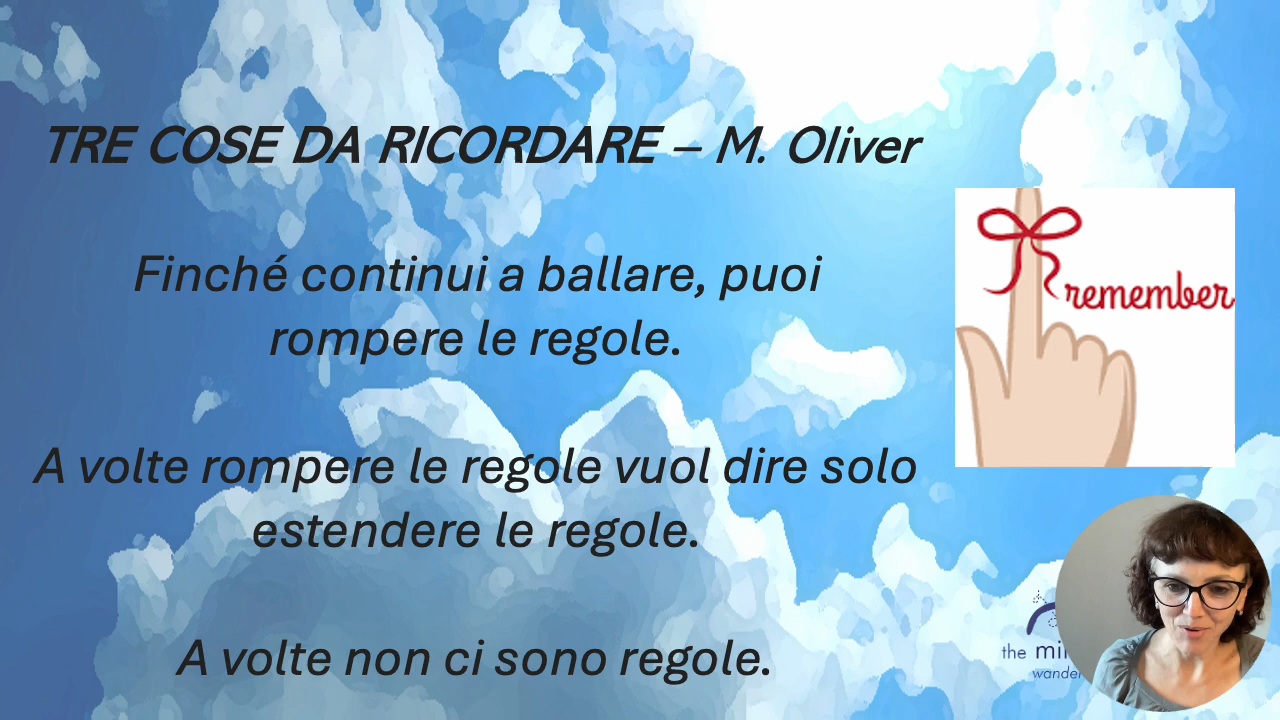 TRE COSE DA RICORDARE – M. Oliver
Finché continui a ballare, puoi
rompere le regole.
A volte rompere le regole vuol dire solo
estendere le regole.
A volte non ci sono regole.
remember
the